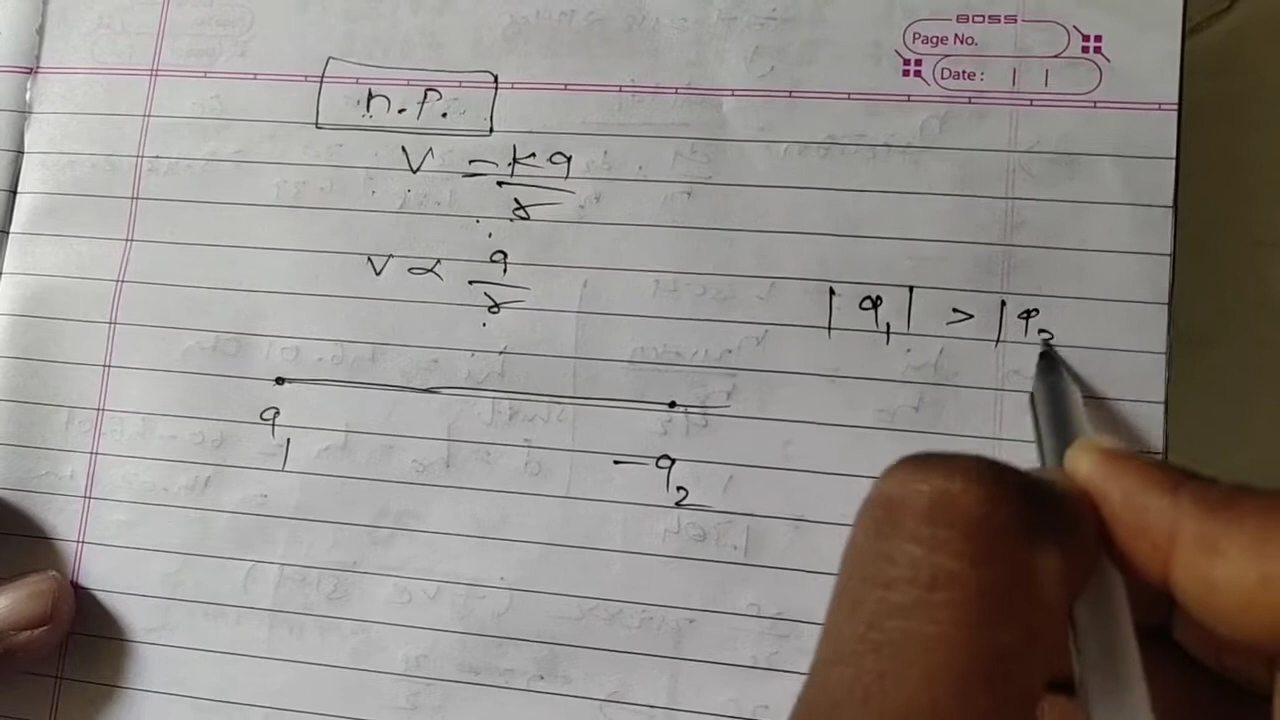 BOSS
Page No.
Date :
n.P.
V = kq/r
V ∝ q/r
|q₁| > |q₂
q₁
-q₂